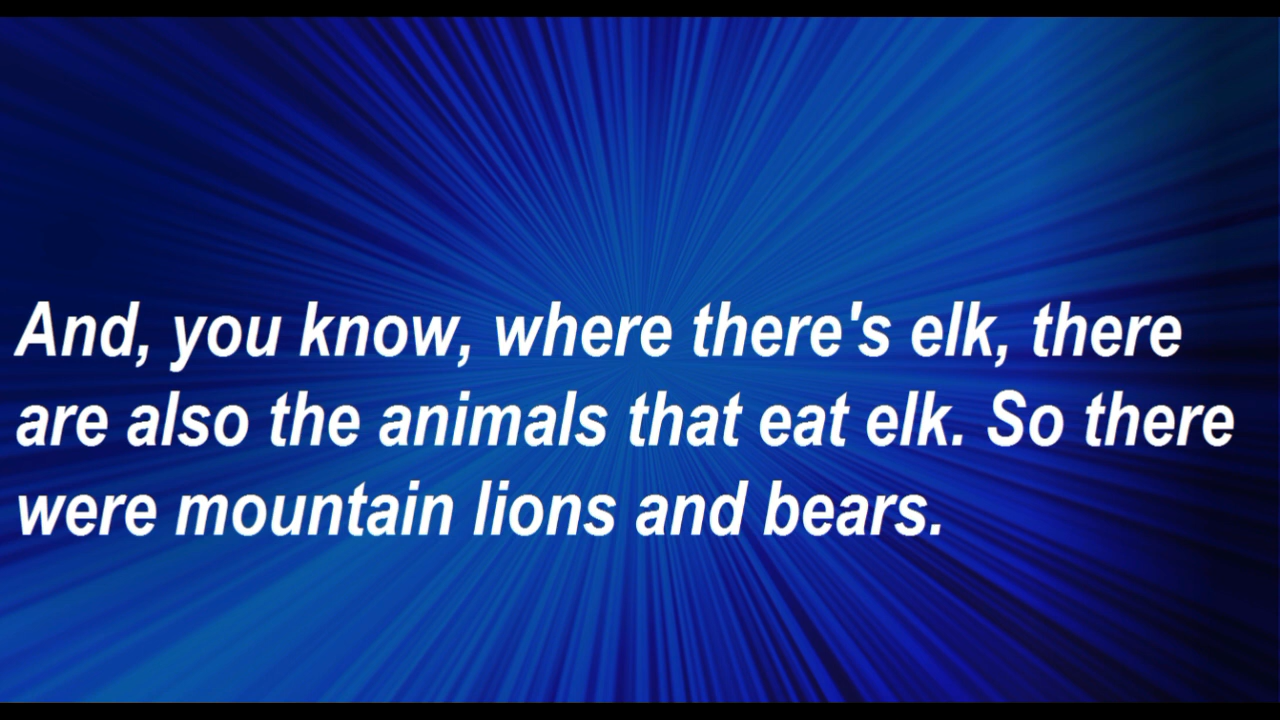 And, you know, where there's elk, there
are also the animals that eat elk. So there
were mountain lions and bears.